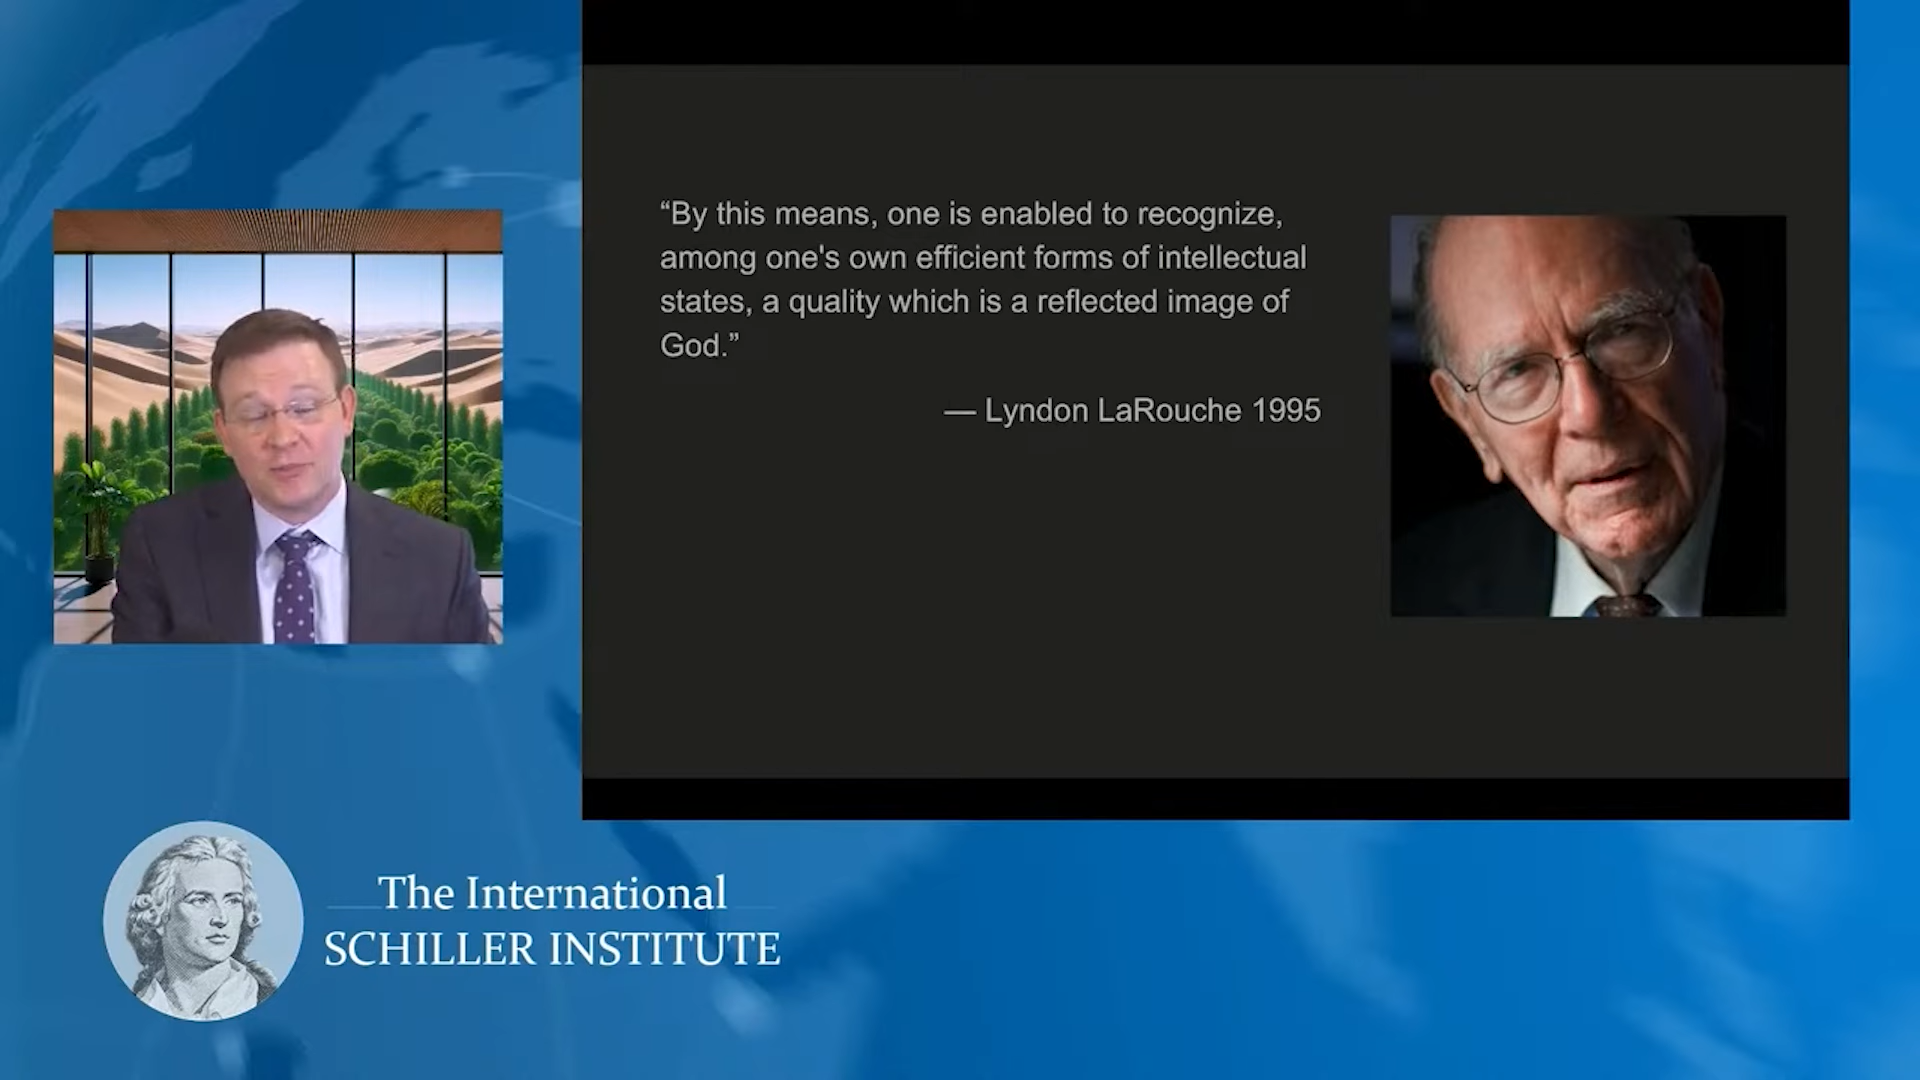 “By this means, one is enabled to recognize,
among one's own efficient forms of intellectual
states, a quality which is a reflected image of
God.”
— Lyndon LaRouche 1995
The International
SCHILLER INSTITUTE